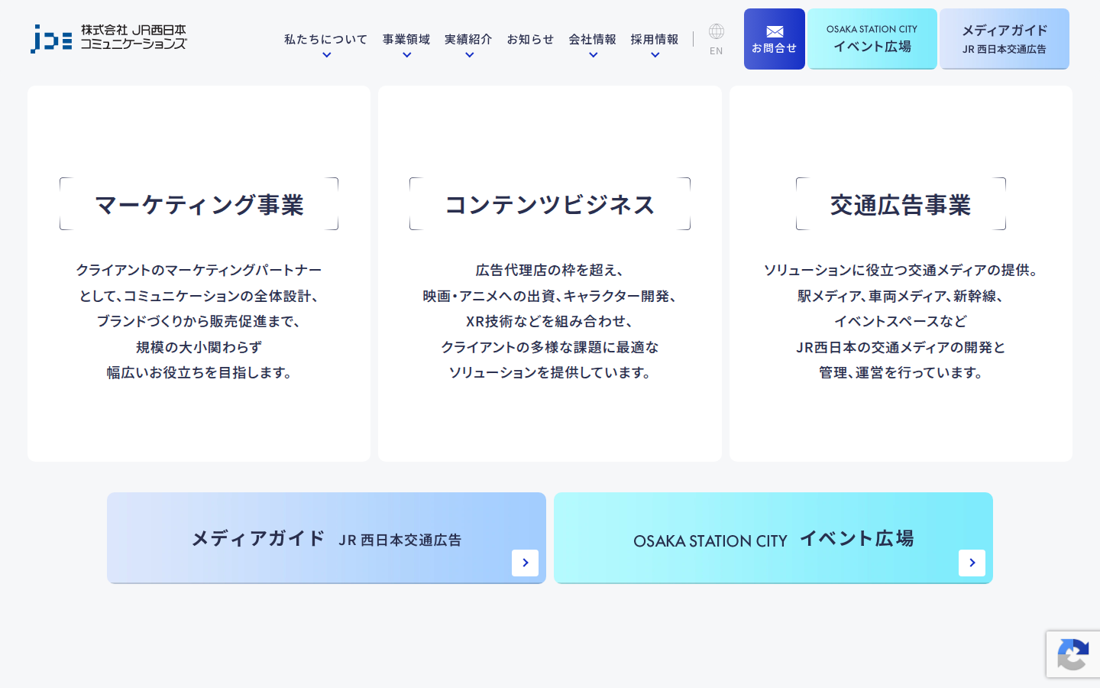 株式会社 JR西日本
コミュニケーションズ
私たちについて 事業領域 実績紹介 お知らせ 会社情報 採用情報
EN
お問合せ
OSAKA STATION CITY
イベント広場
メディアガイド
JR 西日本交通広告
マーケティング事業
クライアントのマーケティングパートナー
として、コミュニケーションの全体設計、
ブランドづくりから販売促進まで、
規模の大小関わらず
幅広いお役立ちを目指します。
コンテンツビジネス
広告代理店の枠を超え、
映画・アニメへの出資、キャラクター開発、
XR技術などを組み合わせ、
クライアントの多様な課題に最適な
ソリューションを提供しています。
交通広告事業
ソリューションに役立つ交通メディアの提供。
駅メディア、車両メディア、新幹線、
イベントスペースなど
JR西日本の交通メディアの開発と
管理、運営を行っています。
メディアガイド JR 西日本交通広告
OSAKA STATION CITY イベント広場